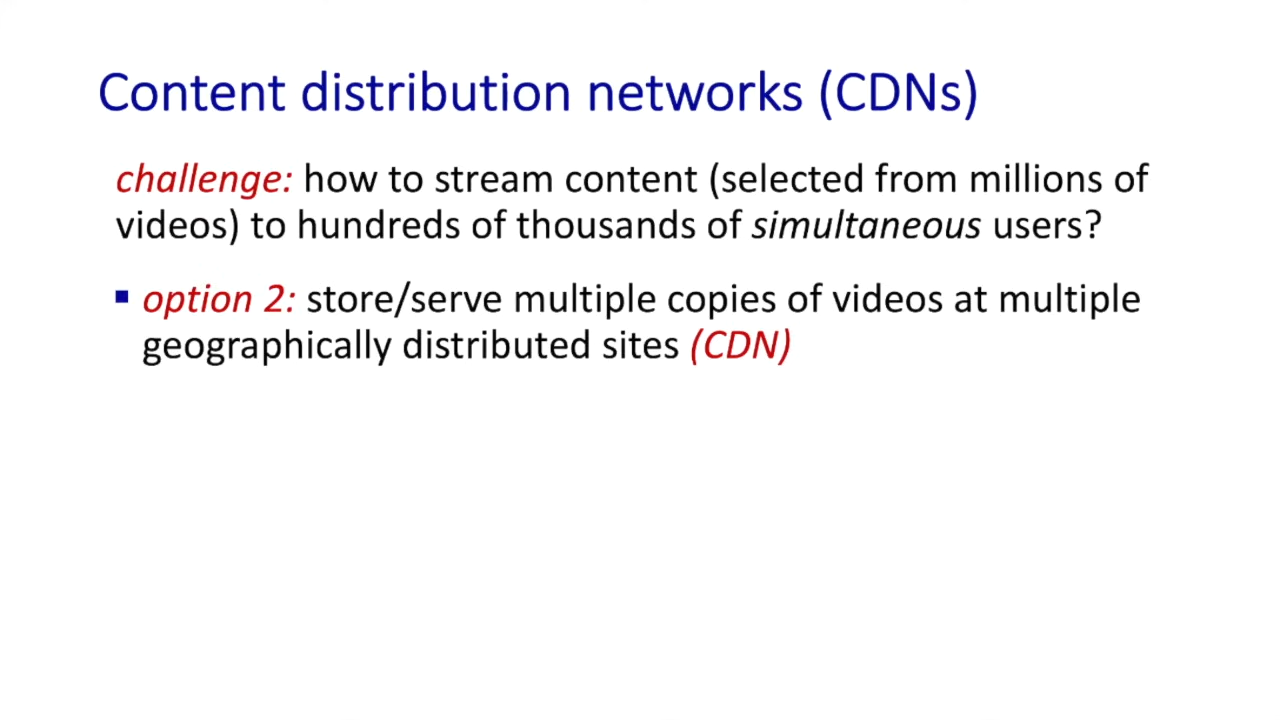 Content distribution networks (CDNs)
challenge: how to stream content (selected from millions of
videos) to hundreds of thousands of simultaneous users?
▪ option 2: store/serve multiple copies of videos at multiple
geographically distributed sites (CDN)